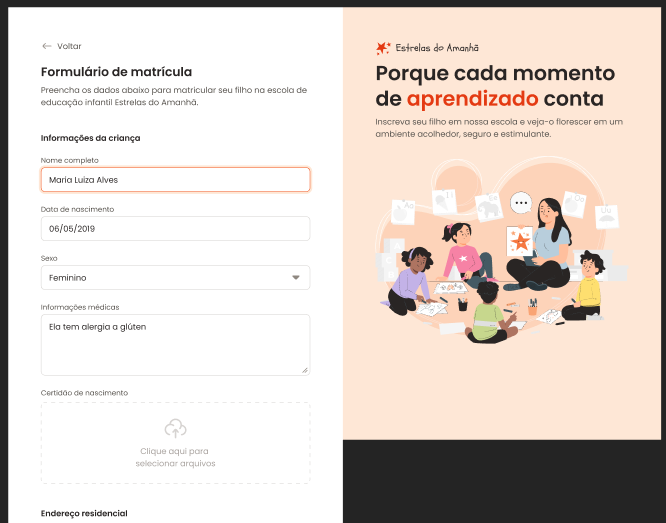 Voltar
Formulário de matrícula
Preencha os dados abaixo para matricular seu filho na escola de
educação infantil Estrelas do Amanhã.
Informações da criança
Nome completo
Maria Luiza Alves
Data de nascimento
06/05/2019
Sexo
Feminino
Informações médicas
Ela tem alergia a glúten
Certidão de nascimento
Clique aqui para
selecionar arquivos
Endereço residencial
Estrelas do Amanhã
Porque cada momento
de aprendizado conta
Inscreva seu filho em nossa escola e veja-o florescer em um
ambiente acolhedor, seguro e estimulante.